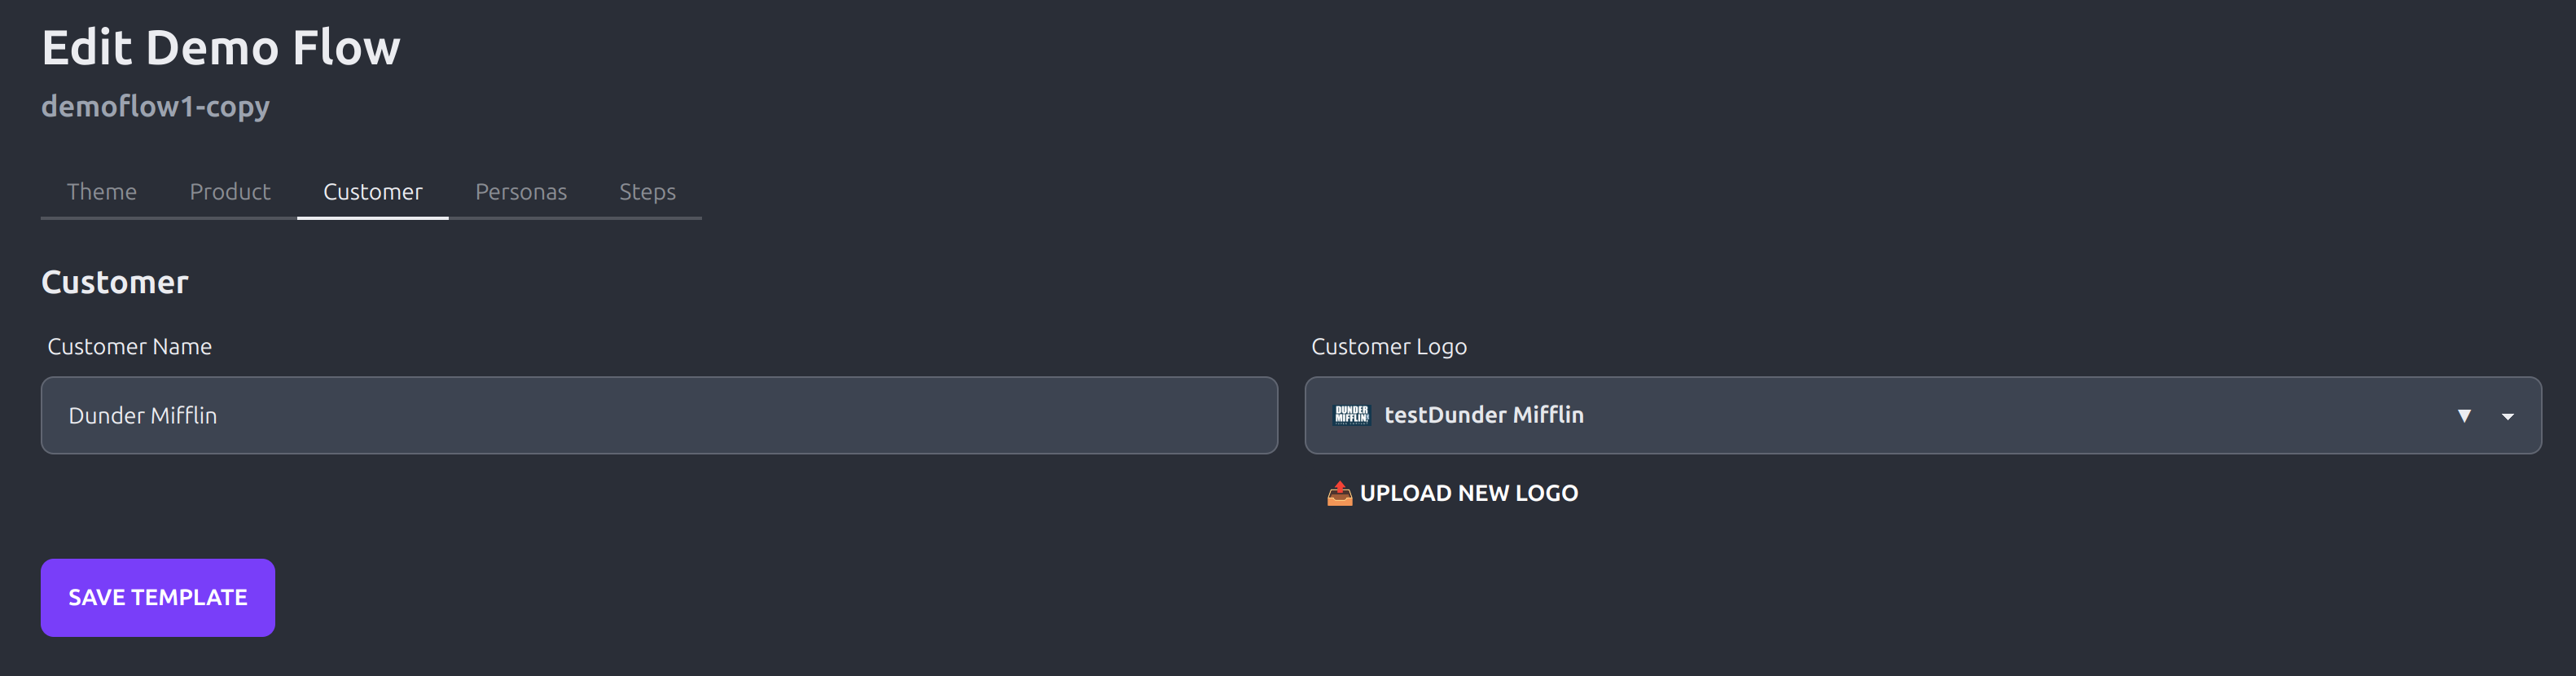 Edit Demo Flow
demoflow1-copy
Theme Product Customer Personas Steps
Customer
Customer Name
Customer Logo
Dunder Mifflin
DUNDER
MIFFLIN
testDunder Mifflin
UPLOAD NEW LOGO
SAVE TEMPLATE